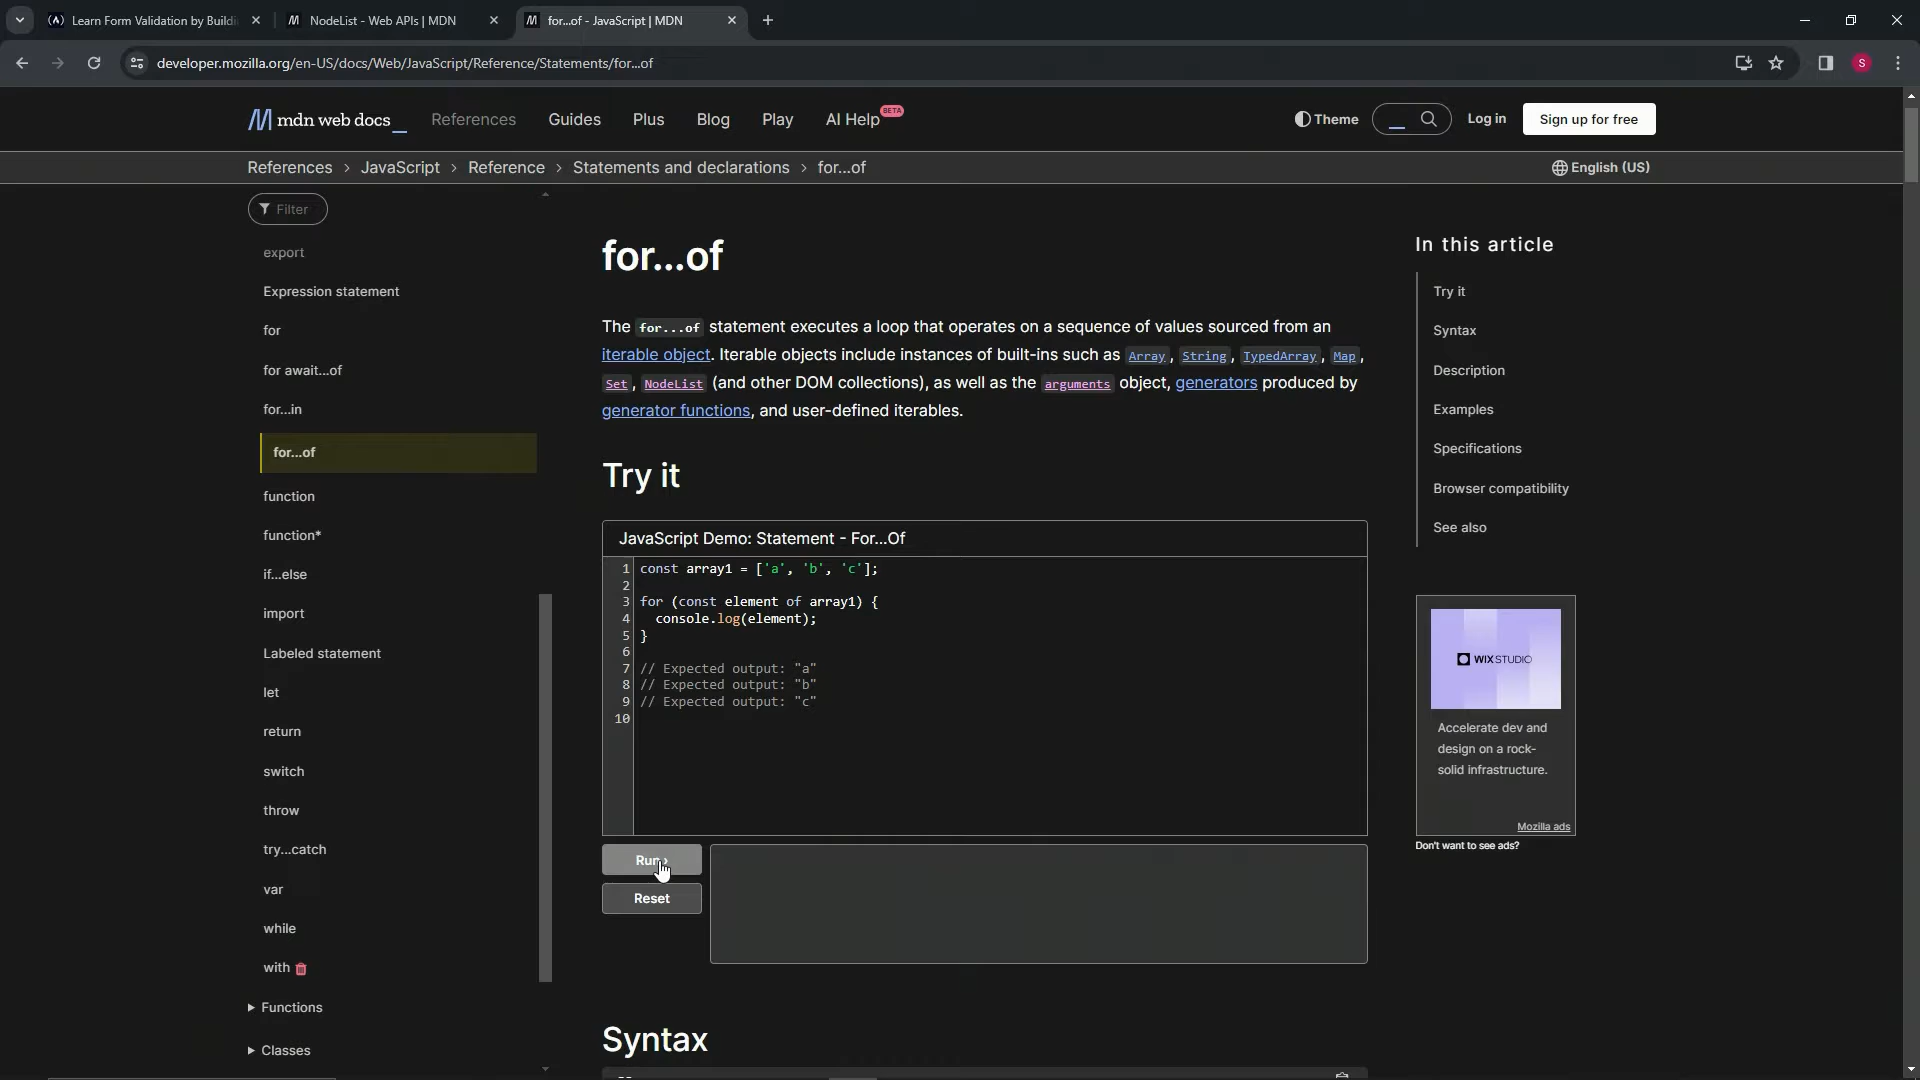 Learn Form Validation by Buildi
NodeList - Web APIs | MDN
for...of - JavaScript | MDN
developer.mozilla.org/en-US/docs/Web/JavaScript/Reference/Statements/for...of
S
mdn web docs_
References
Guides
Plus
Blog
Play
AI Help
BETA
Theme
Log in
Sign up for free
References > JavaScript > Reference > Statements and declarations > for...of
English (US)
Filter
export
Expression statement
for
for await...of
for...in
for...of
function
function*
if...else
import
Labeled statement
let
return
switch
throw
try...catch
var
while
with
Functions
Classes
for...of
The for...of statement executes a loop that operates on a sequence of values sourced from an
iterable object. Iterable objects include instances of built-ins such as Array, String, TypedArray, Map,
Set, NodeList (and other DOM collections), as well as the arguments object, generators produced by
generator functions, and user-defined iterables.
Try it
JavaScript Demo: Statement - For...Of
1 const array1 = ['a', 'b', 'c'];
2
3 for (const element of array1) {
4 console.log(element);
5 }
6
7 // Expected output: "a"
8 // Expected output: "b"
9 // Expected output: "c"
10
Run ›
Reset
Syntax
In this article
Try it
Syntax
Description
Examples
Specifications
Browser compatibility
See also
WIX STUDIO
Accelerate dev and
design on a rock-
solid infrastructure.
Mozilla ads
Don't want to see ads?